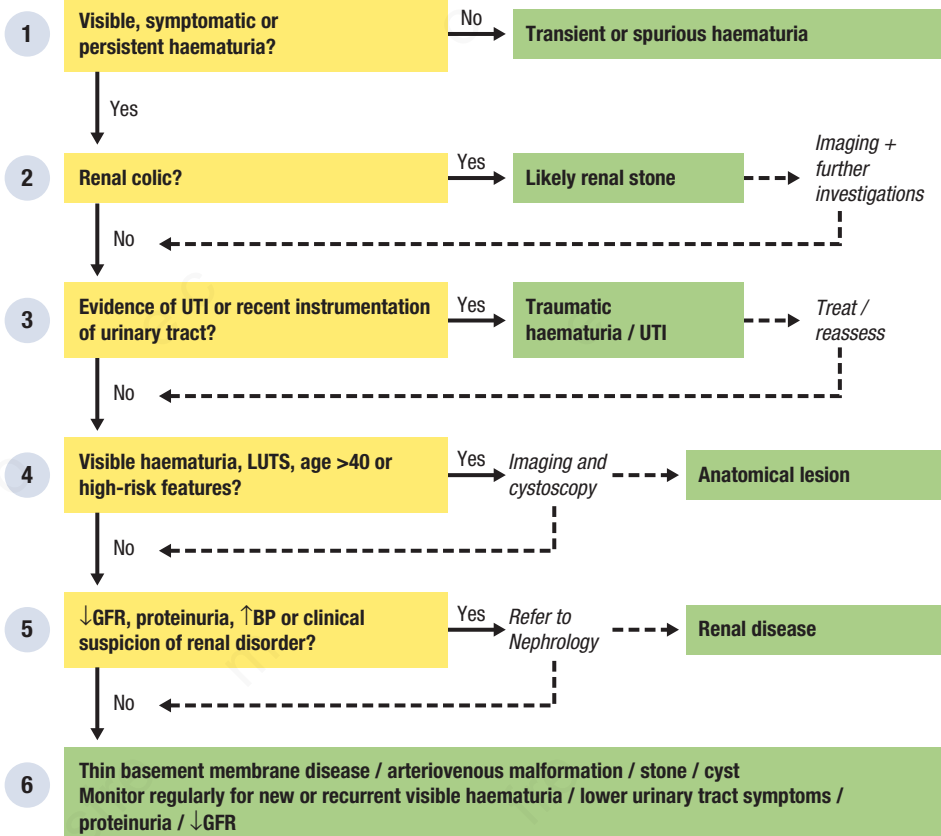 1
Visible, symptomatic or
persistent haematuria?
No
Transient or spurious haematuria
Yes
2
Renal colic?
Yes
Likely renal stone
Imaging +
further
investigations
No
3
Evidence of UTI or recent instrumentation
of urinary tract?
Yes
Traumatic
haematuria / UTI
Treat /
reassess
No
4
Visible haematuria, LUTS, age >40 or
high-risk features?
Yes
Imaging and
cystoscopy
Anatomical lesion
No
5
↓GFR, proteinuria, ↑BP or clinical
suspicion of renal disorder?
Yes
Refer to
Nephrology
Renal disease
No
6
Thin basement membrane disease / arteriovenous malformation / stone / cyst
Monitor regularly for new or recurrent visible haematuria / lower urinary tract symptoms /
proteinuria / ↓GFR